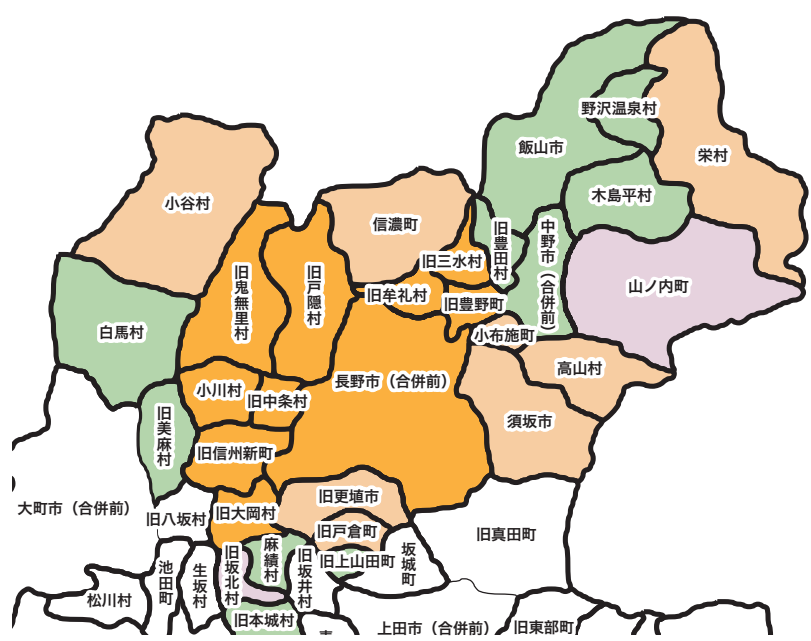 野沢温泉村
飯山市
栄村
木島平村
小谷村
信濃町
旧豊田村
中野市（合併前）
旧三水村
旧鬼無里村
旧戸隠村
山ノ内町
旧牟礼村
旧豊野町
白馬村
小布施町
高山村
長野市（合併前）
小川村
旧中条村
須坂市
旧美麻村
旧信州新町
旧更埴市
大町市（合併前）
旧八坂村
旧大岡村
旧戸倉町
旧真田町
麻績村
旧坂北村
旧坂井村
旧上山田町
坂城町
池田町
生坂村
松川村
旧本城村
上田市（合併前）
旧東部町